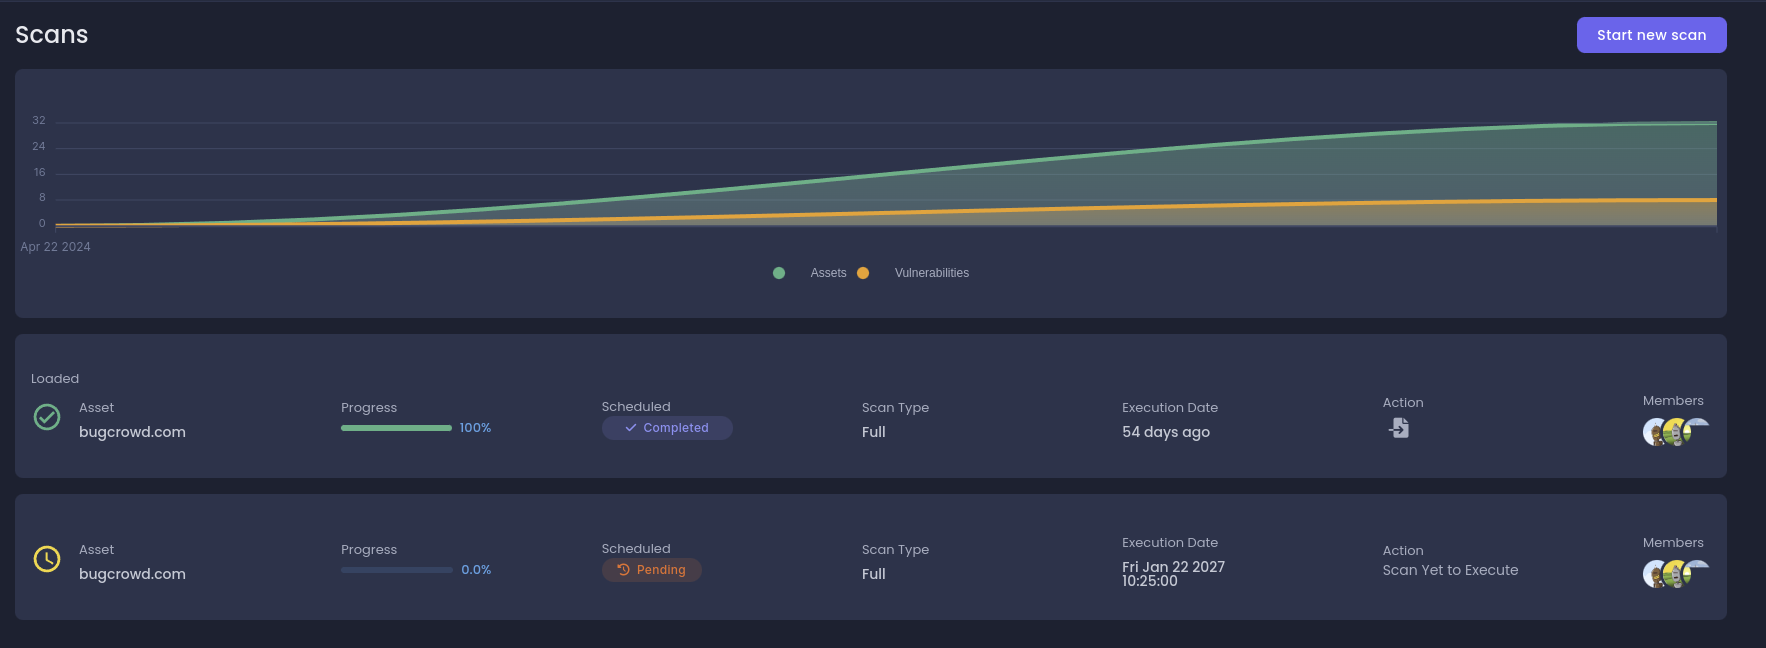 Scans
Start new scan
32
24
16
8
0
Apr 22 2024
Assets
Vulnerabilities
Loaded
Asset
bugcrowd.com
Progress
100%
Scheduled
Completed
Scan Type
Full
Execution Date
54 days ago
Action
Members
Asset
bugcrowd.com
Progress
0.0%
Scheduled
Pending
Scan Type
Full
Execution Date
Fri Jan 22 2027
10:25:00
Action
Scan Yet to Execute
Members